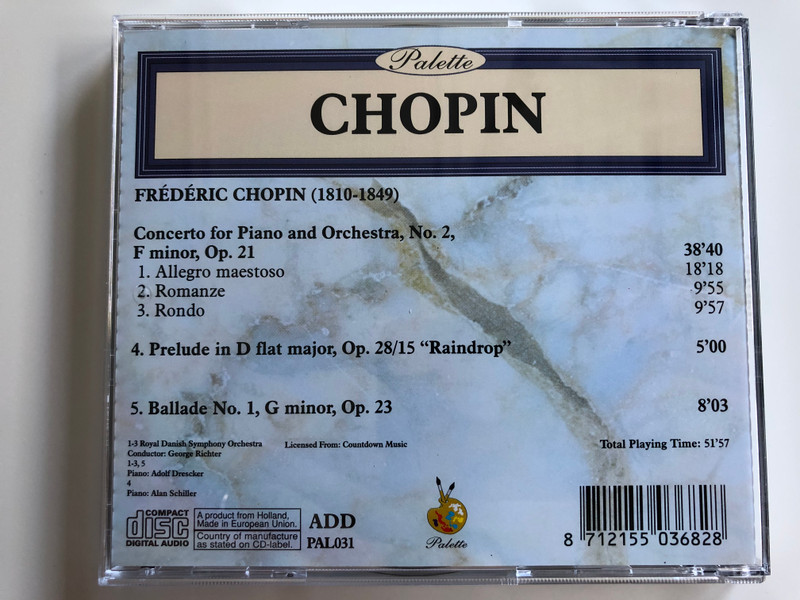 Palette
CHOPIN
FRÉDÉRIC CHOPIN (1810-1849)
Concerto for Piano and Orchestra, No. 2,
F minor, Op. 21 38'40
1. Allegro maestoso 18'18
2. Romanze 9'55
3. Rondo 9'57
4. Prelude in D flat major, Op. 28/15 “Raindrop” 5'00
5. Ballade No. 1, G minor, Op. 23 8'03
1-3 Royal Danish Symphony Orchestra Licensed From: Countdown Music Total Playing Time: 51'57
Conductor: George Richter
1-3, 5
Piano: Adolf Drescker
4
Piano: Alan Schiller
COMPACT
disc
DIGITAL AUDIO
A product from Holland,
Made in European Union.
Country of manufacture
as stated on CD-label.
ADD
PAL031
Palette
8 712155 036828